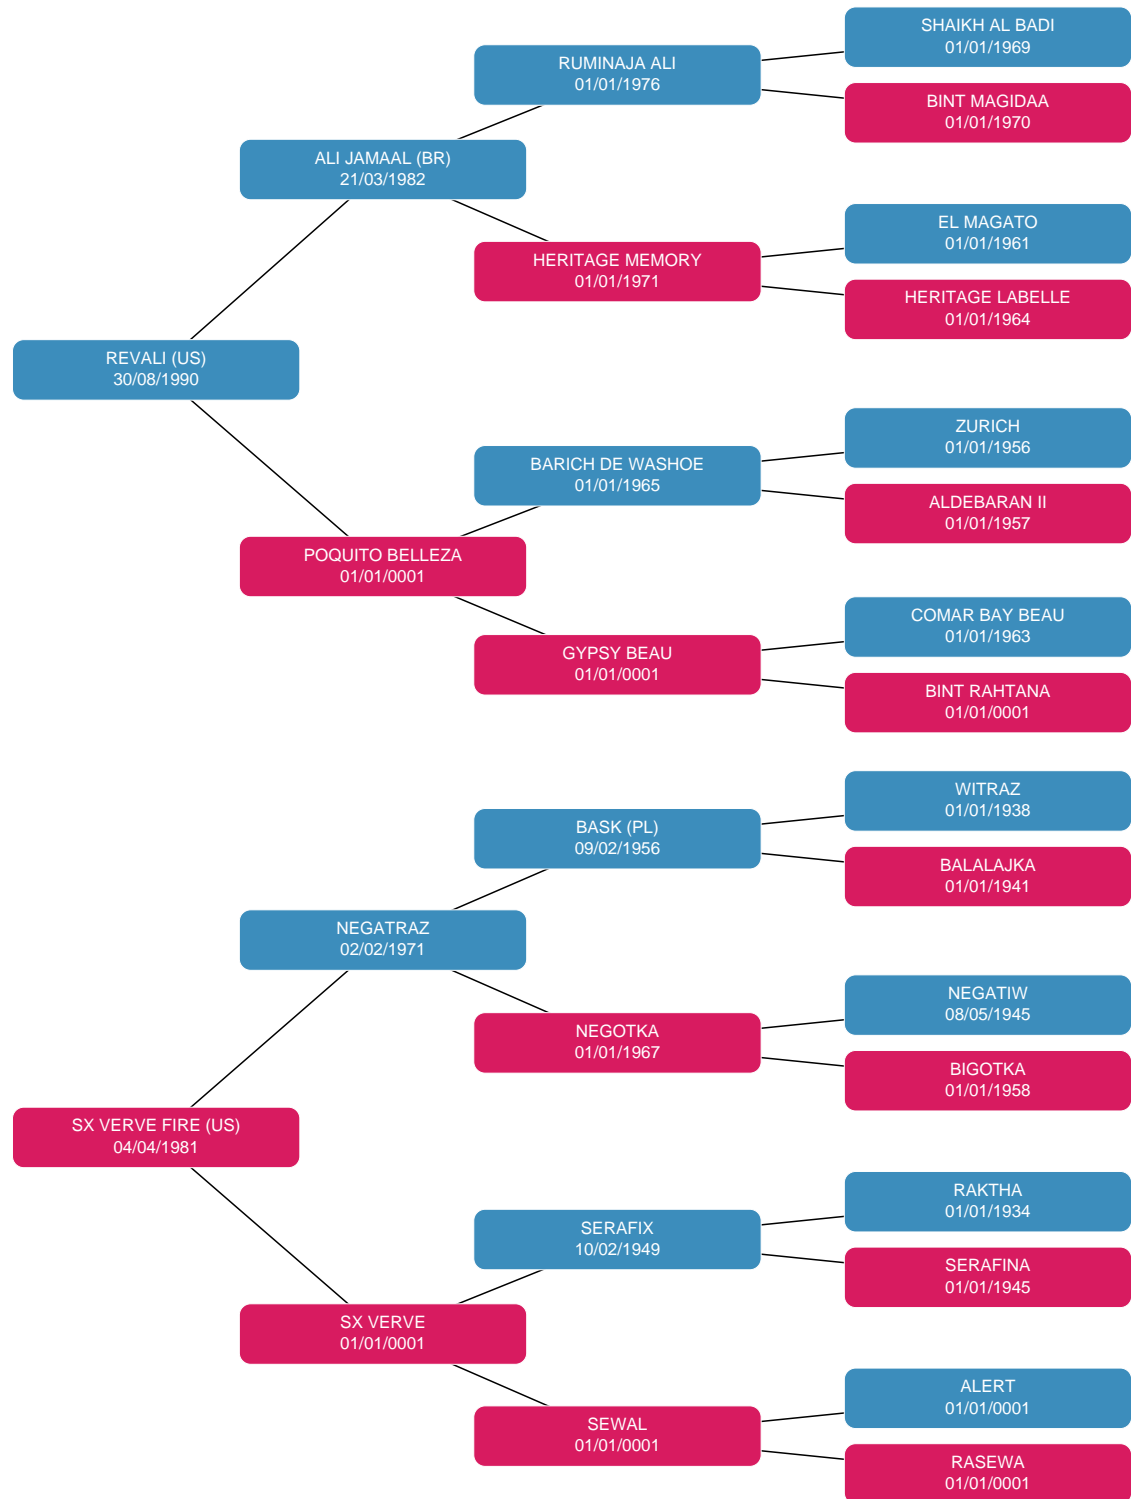 SHAIKH AL BADI
01/01/1969
RUMINAJA ALI
01/01/1976
BINT MAGIDAA
01/01/1970
ALI JAMAAL (BR)
21/03/1982
EL MAGATO
01/01/1961
HERITAGE MEMORY
01/01/1971
HERITAGE LABELLE
01/01/1964
REVALI (US)
30/08/1990
ZURICH
01/01/1956
BARICH DE WASHOE
01/01/1965
ALDEBARAN II
01/01/1957
POQUITO BELLEZA
01/01/0001
COMAR BAY BEAU
01/01/1963
GYPSY BEAU
01/01/0001
BINT RAHTANA
01/01/0001
WITRAZ
01/01/1938
BASK (PL)
09/02/1956
BALALAJKA
01/01/1941
NEGATRAZ
02/02/1971
NEGATIW
08/05/1945
NEGOTKA
01/01/1967
BIGOTKA
01/01/1958
SX VERVE FIRE (US)
04/04/1981
RAKTHA
01/01/1934
SERAFIX
10/02/1949
SERAFINA
01/01/1945
SX VERVE
01/01/0001
ALERT
01/01/0001
SEWAL
01/01/0001
RASEWA
01/01/0001